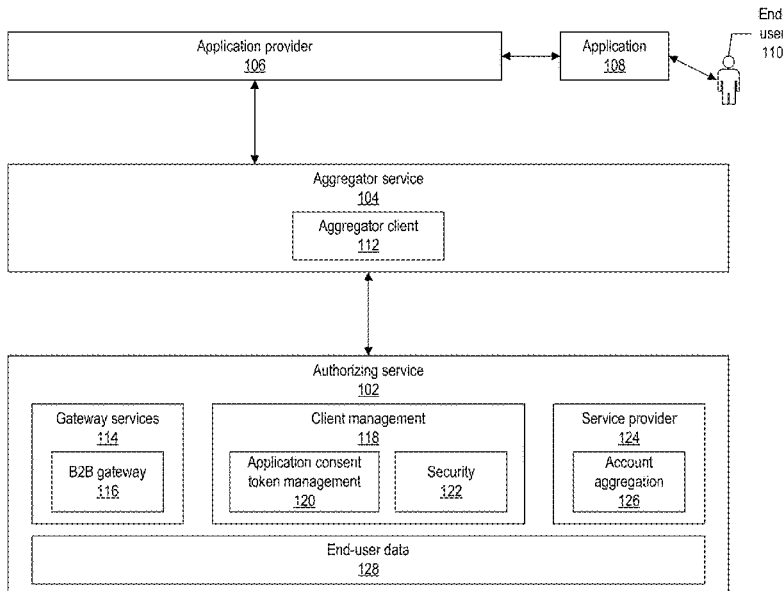 Application provider
106
Application
108
End
user
110
Aggregator service
104
Aggregator client
112
Authorizing service
102
Gateway services
114
B2B gateway
116
Client management
118
Application consent
token management
120
Security
122
Service provider
124
Account
aggregation
126
End-user data
128